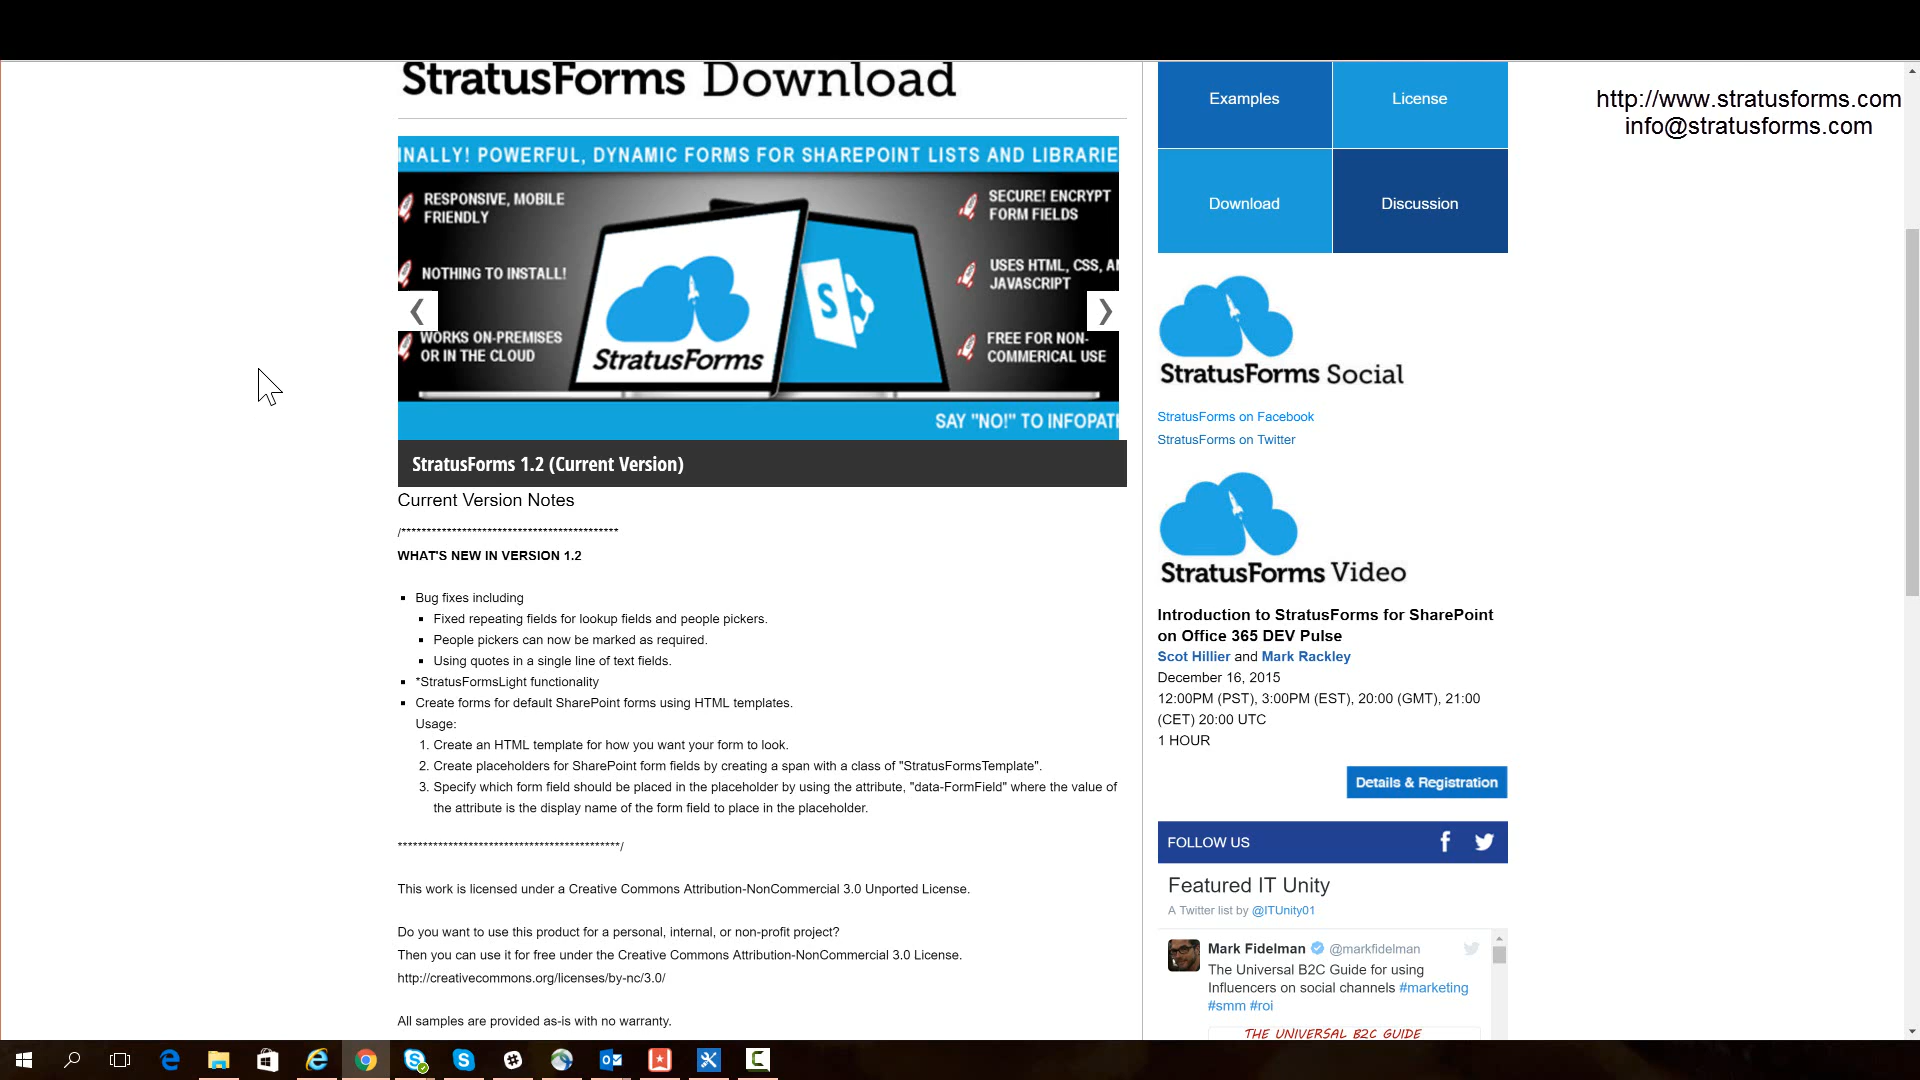 StratusForms Download
INALLY! POWERFUL, DYNAMIC FORMS FOR SHAREPOINT LISTS AND LIBRARIE
RESPONSIVE, MOBILE
FRIENDLY
NOTHING TO INSTALL!
WORKS ON-PREMISES
OR IN THE CLOUD
StratusForms
S
SECURE! ENCRYPT
FORM FIELDS
USES HTML, CSS, AN
JAVASCRIPT
FREE FOR NON-
COMMERICAL USE
SAY "NO!" TO INFOPATH
StratusForms 1.2 (Current Version)
Current Version Notes
/*******************************************
WHAT'S NEW IN VERSION 1.2
Bug fixes including
Fixed repeating fields for lookup fields and people pickers.
People pickers can now be marked as required.
Using quotes in a single line of text fields.
*StratusFormsLight functionality
Create forms for default SharePoint forms using HTML templates.
Usage:
1. Create an HTML template for how you want your form to look.
2. Create placeholders for SharePoint form fields by creating a span with a class of "StratusFormsTemplate".
3. Specify which form field should be placed in the placeholder by using the attribute, "data-FormField" where the value of
the attribute is the display name of the form field to place in the placeholder.
********************************************/
This work is licensed under a Creative Commons Attribution-NonCommercial 3.0 Unported License.
Do you want to use this product for a personal, internal, or non-profit project?
Then you can use it for free under the Creative Commons Attribution-NonCommercial 3.0 License.
http://creativecommons.org/licenses/by-nc/3.0/
All samples are provided as-is with no warranty.
Examples
License
Download
Discussion
StratusForms Social
StratusForms on Facebook
StratusForms on Twitter
StratusForms Video
Introduction to StratusForms for SharePoint
on Office 365 DEV Pulse
Scot Hillier and Mark Rackley
December 16, 2015
12:00PM (PST), 3:00PM (EST), 20:00 (GMT), 21:00
(CET) 20:00 UTC
1 HOUR
Details & Registration
FOLLOW US
Featured IT Unity
A Twitter list by @ITUnity01
Mark Fidelman @markfidelman
The Universal B2C Guide for using
Influencers on social channels #marketing
#smm #roi
THE UNIVERSAL B2C GUIDE
http://www.stratusforms.com
info@stratusforms.com